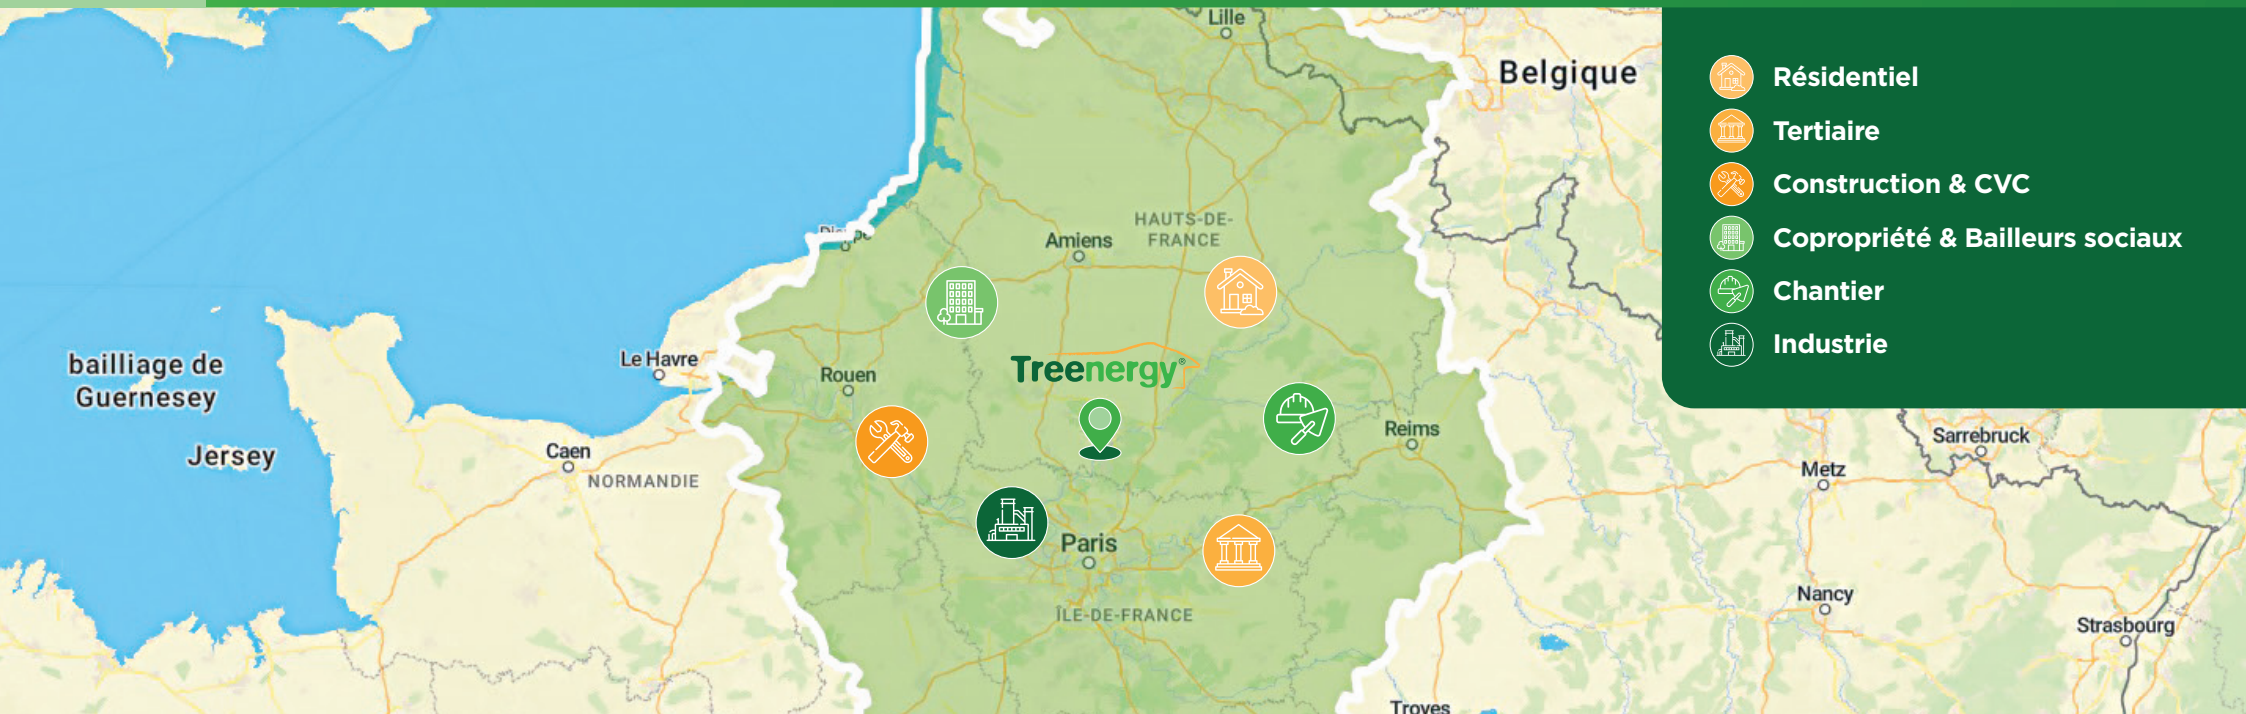 Lille
Belgique
Résidentiel
Tertiaire
Construction & CVC
Copropriété & Bailleurs sociaux
Chantier
Industrie
HAUTS-DE-
FRANCE
Amiens
Le Havre
Rouen
Treenergy®
bailliage de
Guernesey
Jersey
Caen
NORMANDIE
Reims
Paris
ÎLE-DE-FRANCE
Sarrebruck
Metz
Nancy
Strasbourg
Troyes